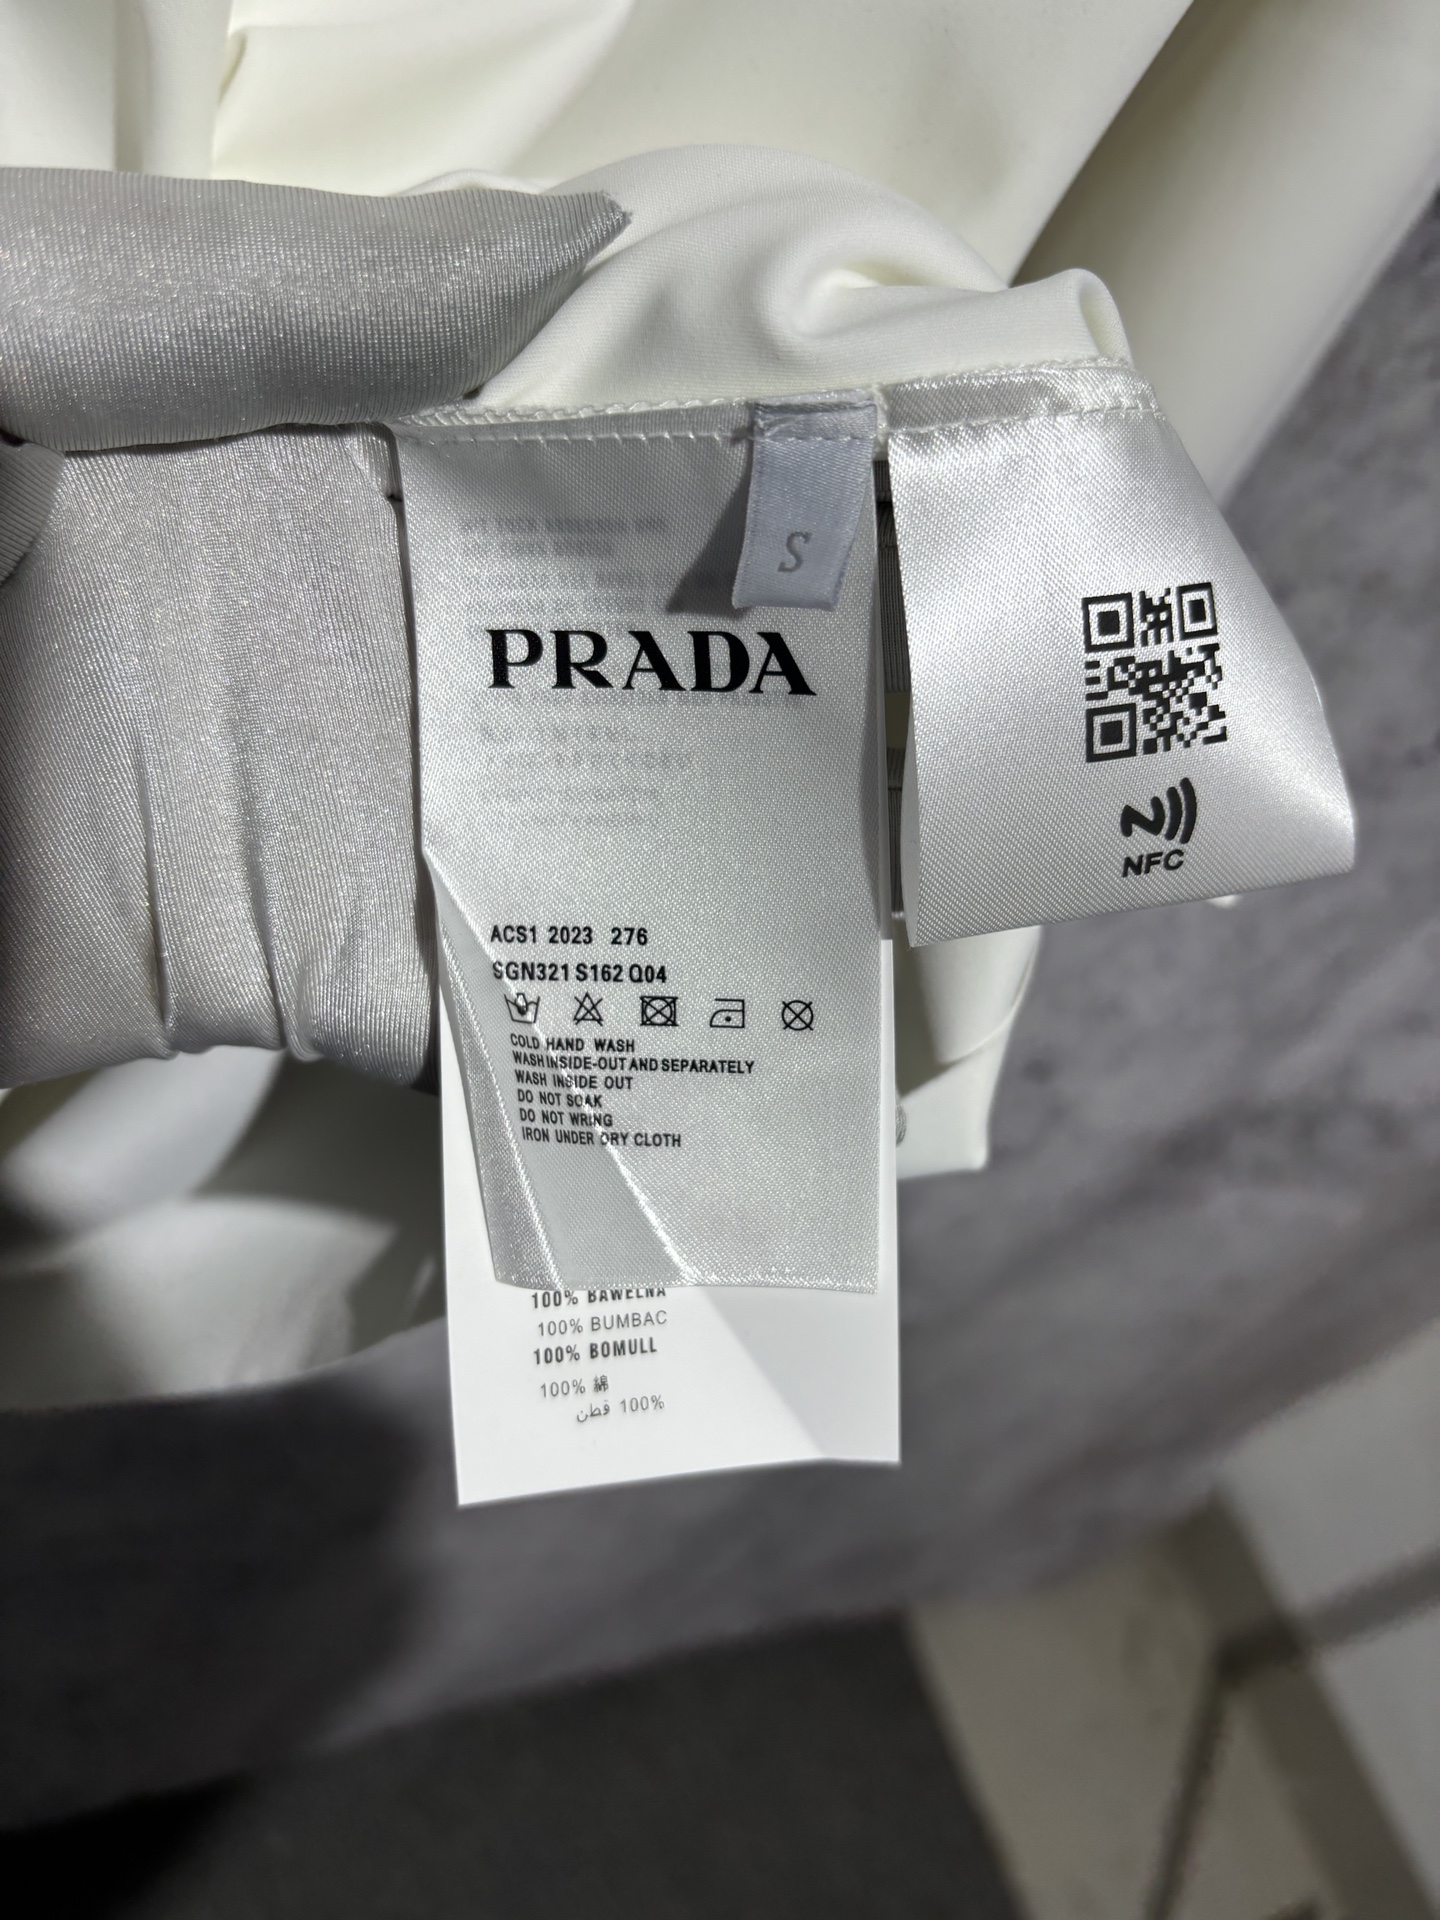 S
PRADA
NFC
ACS1 2023 276
SGN321 S162 Q04
COLD HAND WASH
WASH INSIDE-OUT AND SEPARATELY
WASH INSIDE OUT
DO NOT SOAK
DO NOT WRING
IRON UNDER DRY CLOTH
100% BAWEŁNA
100% BUMBAC
100% BOMULL
100% 綿
100% قطن